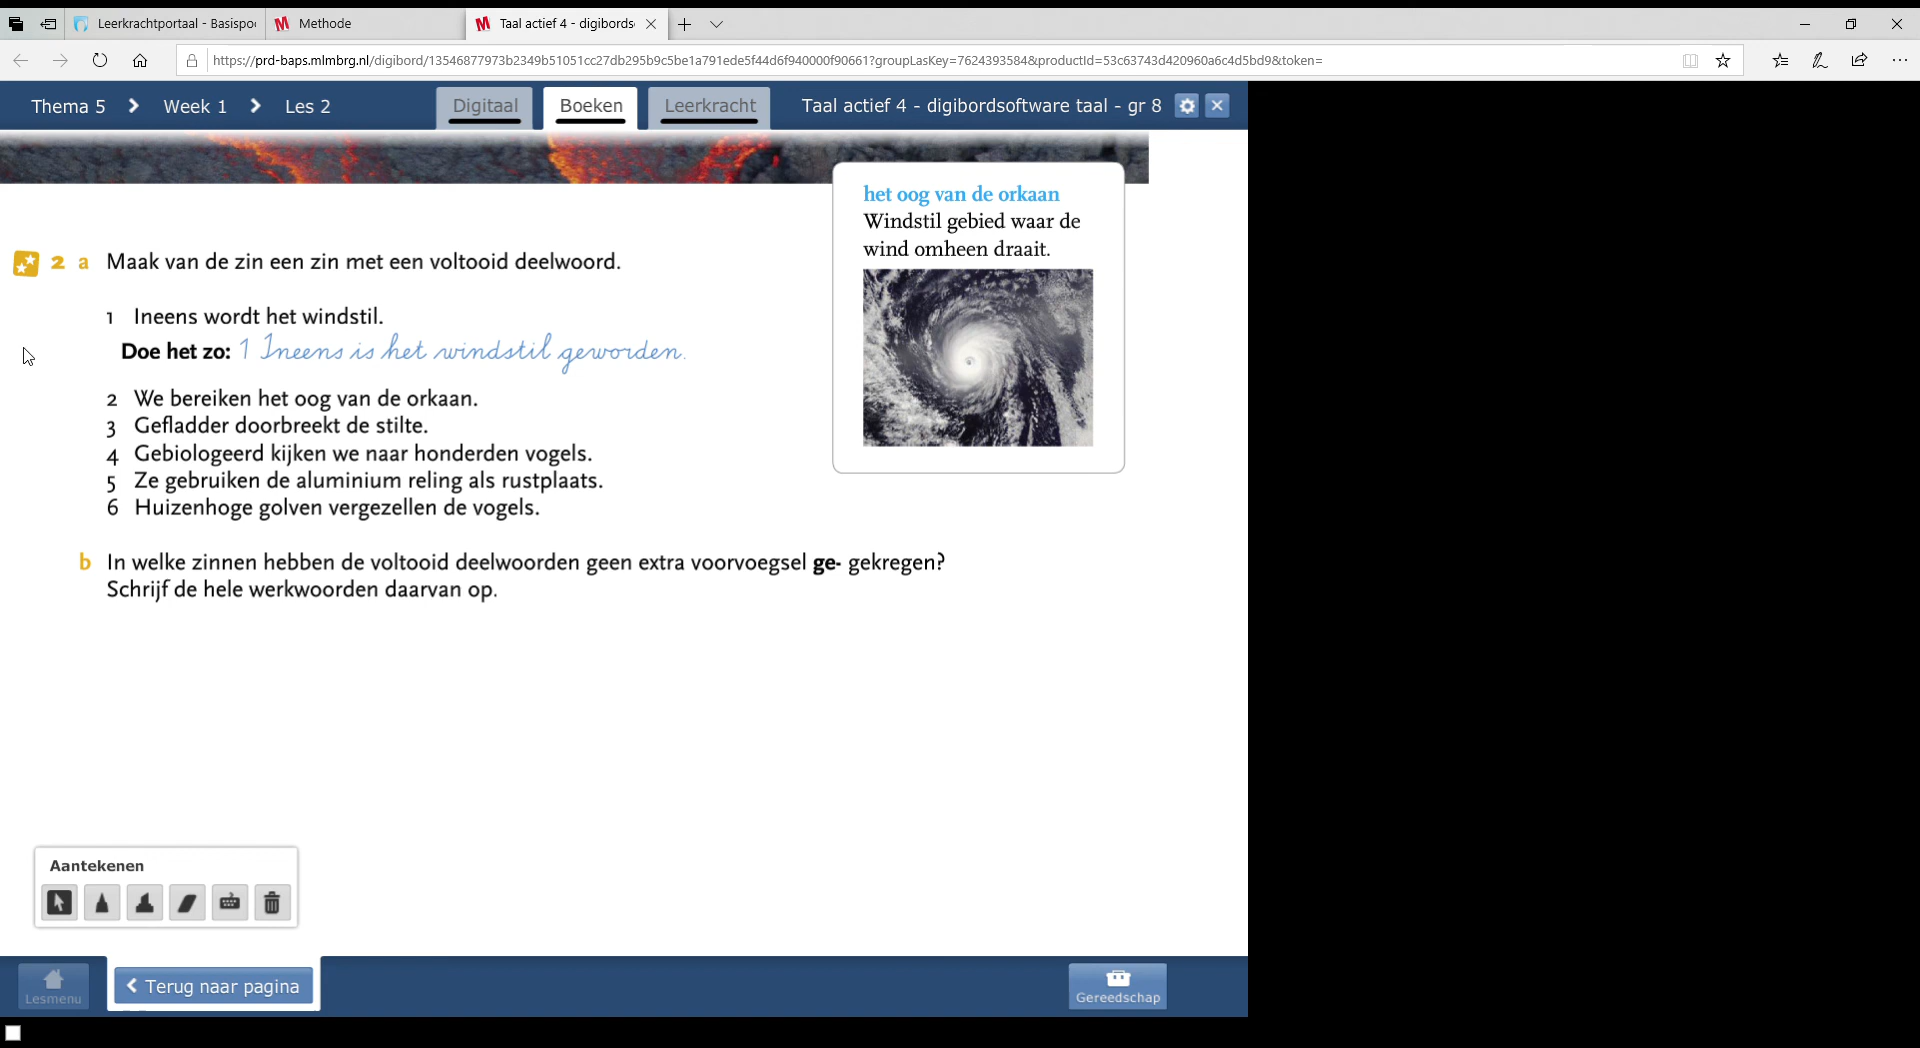 Leerkrachtportaal - Basispo
Methode
Taal actief 4 - digibords
https://prd-baps.mlmbrg.nl/digibord/13546877973b2349b51051cc27db295b9c5be1a791ede5f44d6f940000f90661?groupLasKey=7624393584&productId=53c63743d420960a6c4d5bd9&token=
Thema 5 > Week 1 > Les 2
Digitaal
Boeken
Leerkracht
Taal actief 4 - digibordsoftware taal - gr 8
het oog van de orkaan
Windstil gebied waar de
wind omheen draait.
2 a Maak van de zin een zin met een voltooid deelwoord.
1 Ineens wordt het windstil.
Doe het zo: 1 Ineens is het windstil geworden.
2 We bereiken het oog van de orkaan.
3 Gefladder doorbreekt de stilte.
4 Gebiologeerd kijken we naar honderden vogels.
5 Ze gebruiken de aluminium reling als rustplaats.
6 Huizenhoge golven vergezellen de vogels.
b In welke zinnen hebben de voltooid deelwoorden geen extra voorvoegsel ge- gekregen?
Schrijf de hele werkwoorden daarvan op.
Aantekenen
Lesmenu
Terug naar pagina
Gereedschap